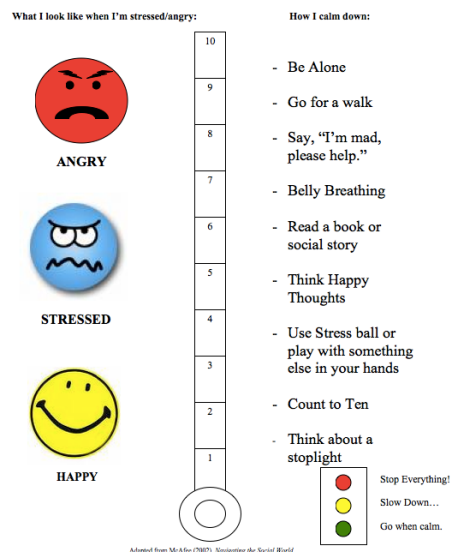 What I look like when I'm stressed/angry:
How I calm down:
10
9
8
7
6
5
4
3
2
1
ANGRY
STRESSED
HAPPY
- Be Alone
- Go for a walk
- Say, “I’m mad,
please help.”
- Belly Breathing
- Read a book or
social story
- Think Happy
Thoughts
- Use Stress ball or
play with something
else in your hands
- Count to Ten
- Think about a
stoplight
Stop Everything!
Slow Down…
Go when calm.
Adapted from McAfee (2002). Navigating the Social World